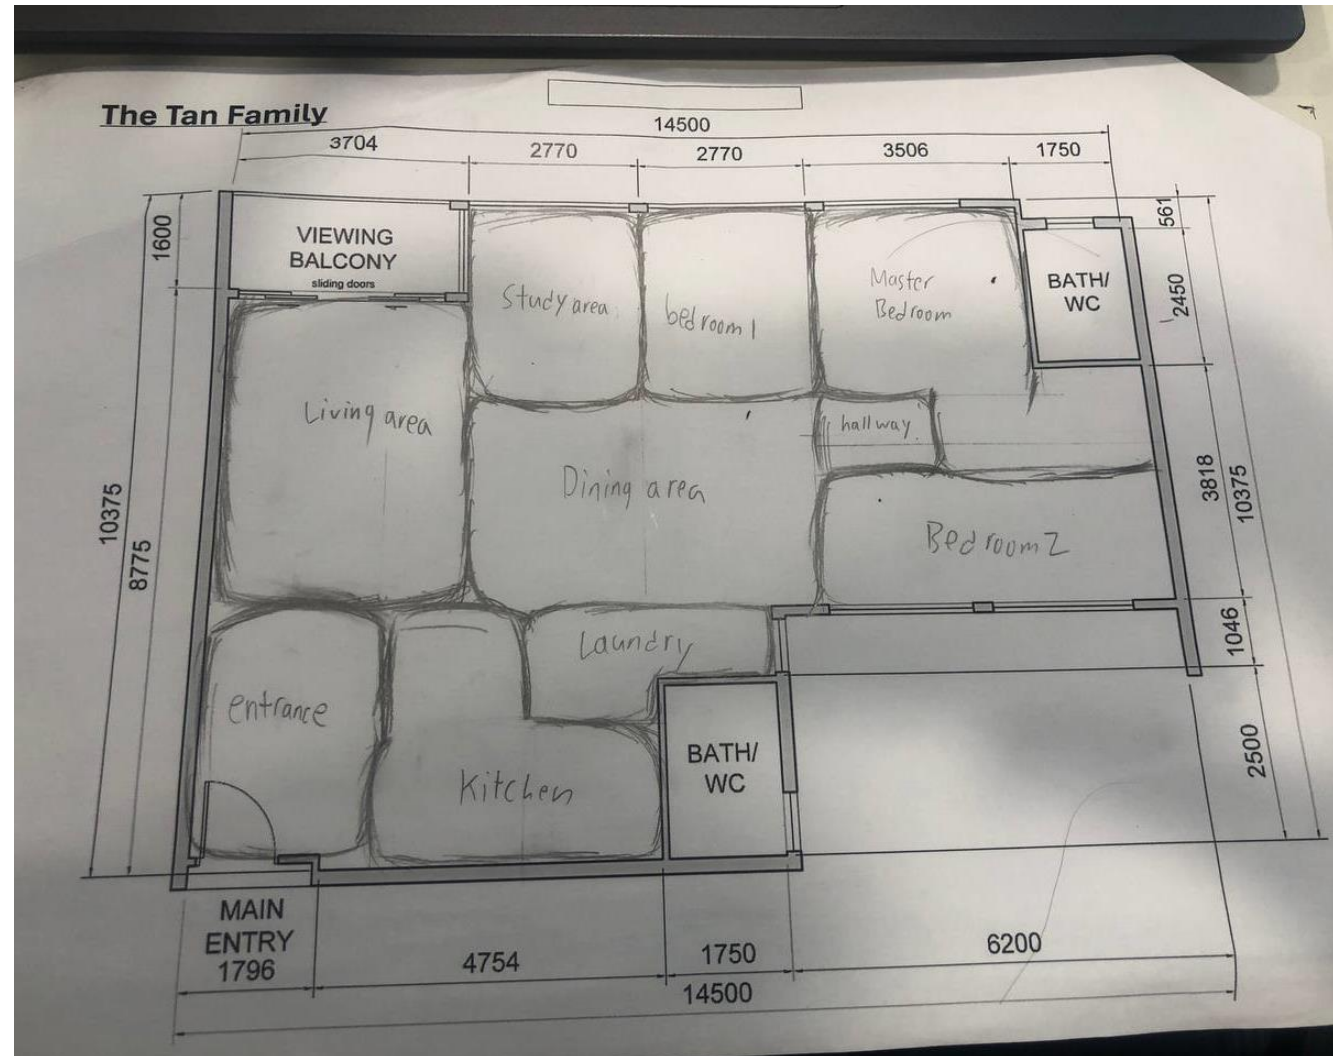 The Tan Family
14500
3704
2770
2770
3506
1750
1600
VIEWING
BALCONY
sliding doors
561
2450
BATH/
WC
Study area
bedroom 1
Master
Bedroom
Living area
hallway
Dining area
Bedroom 2
3818
10375
10375
8775
1046
Laundry
entrance
Kitchen
BATH/
WC
2500
MAIN
ENTRY
1796
4754
1750
6200
14500